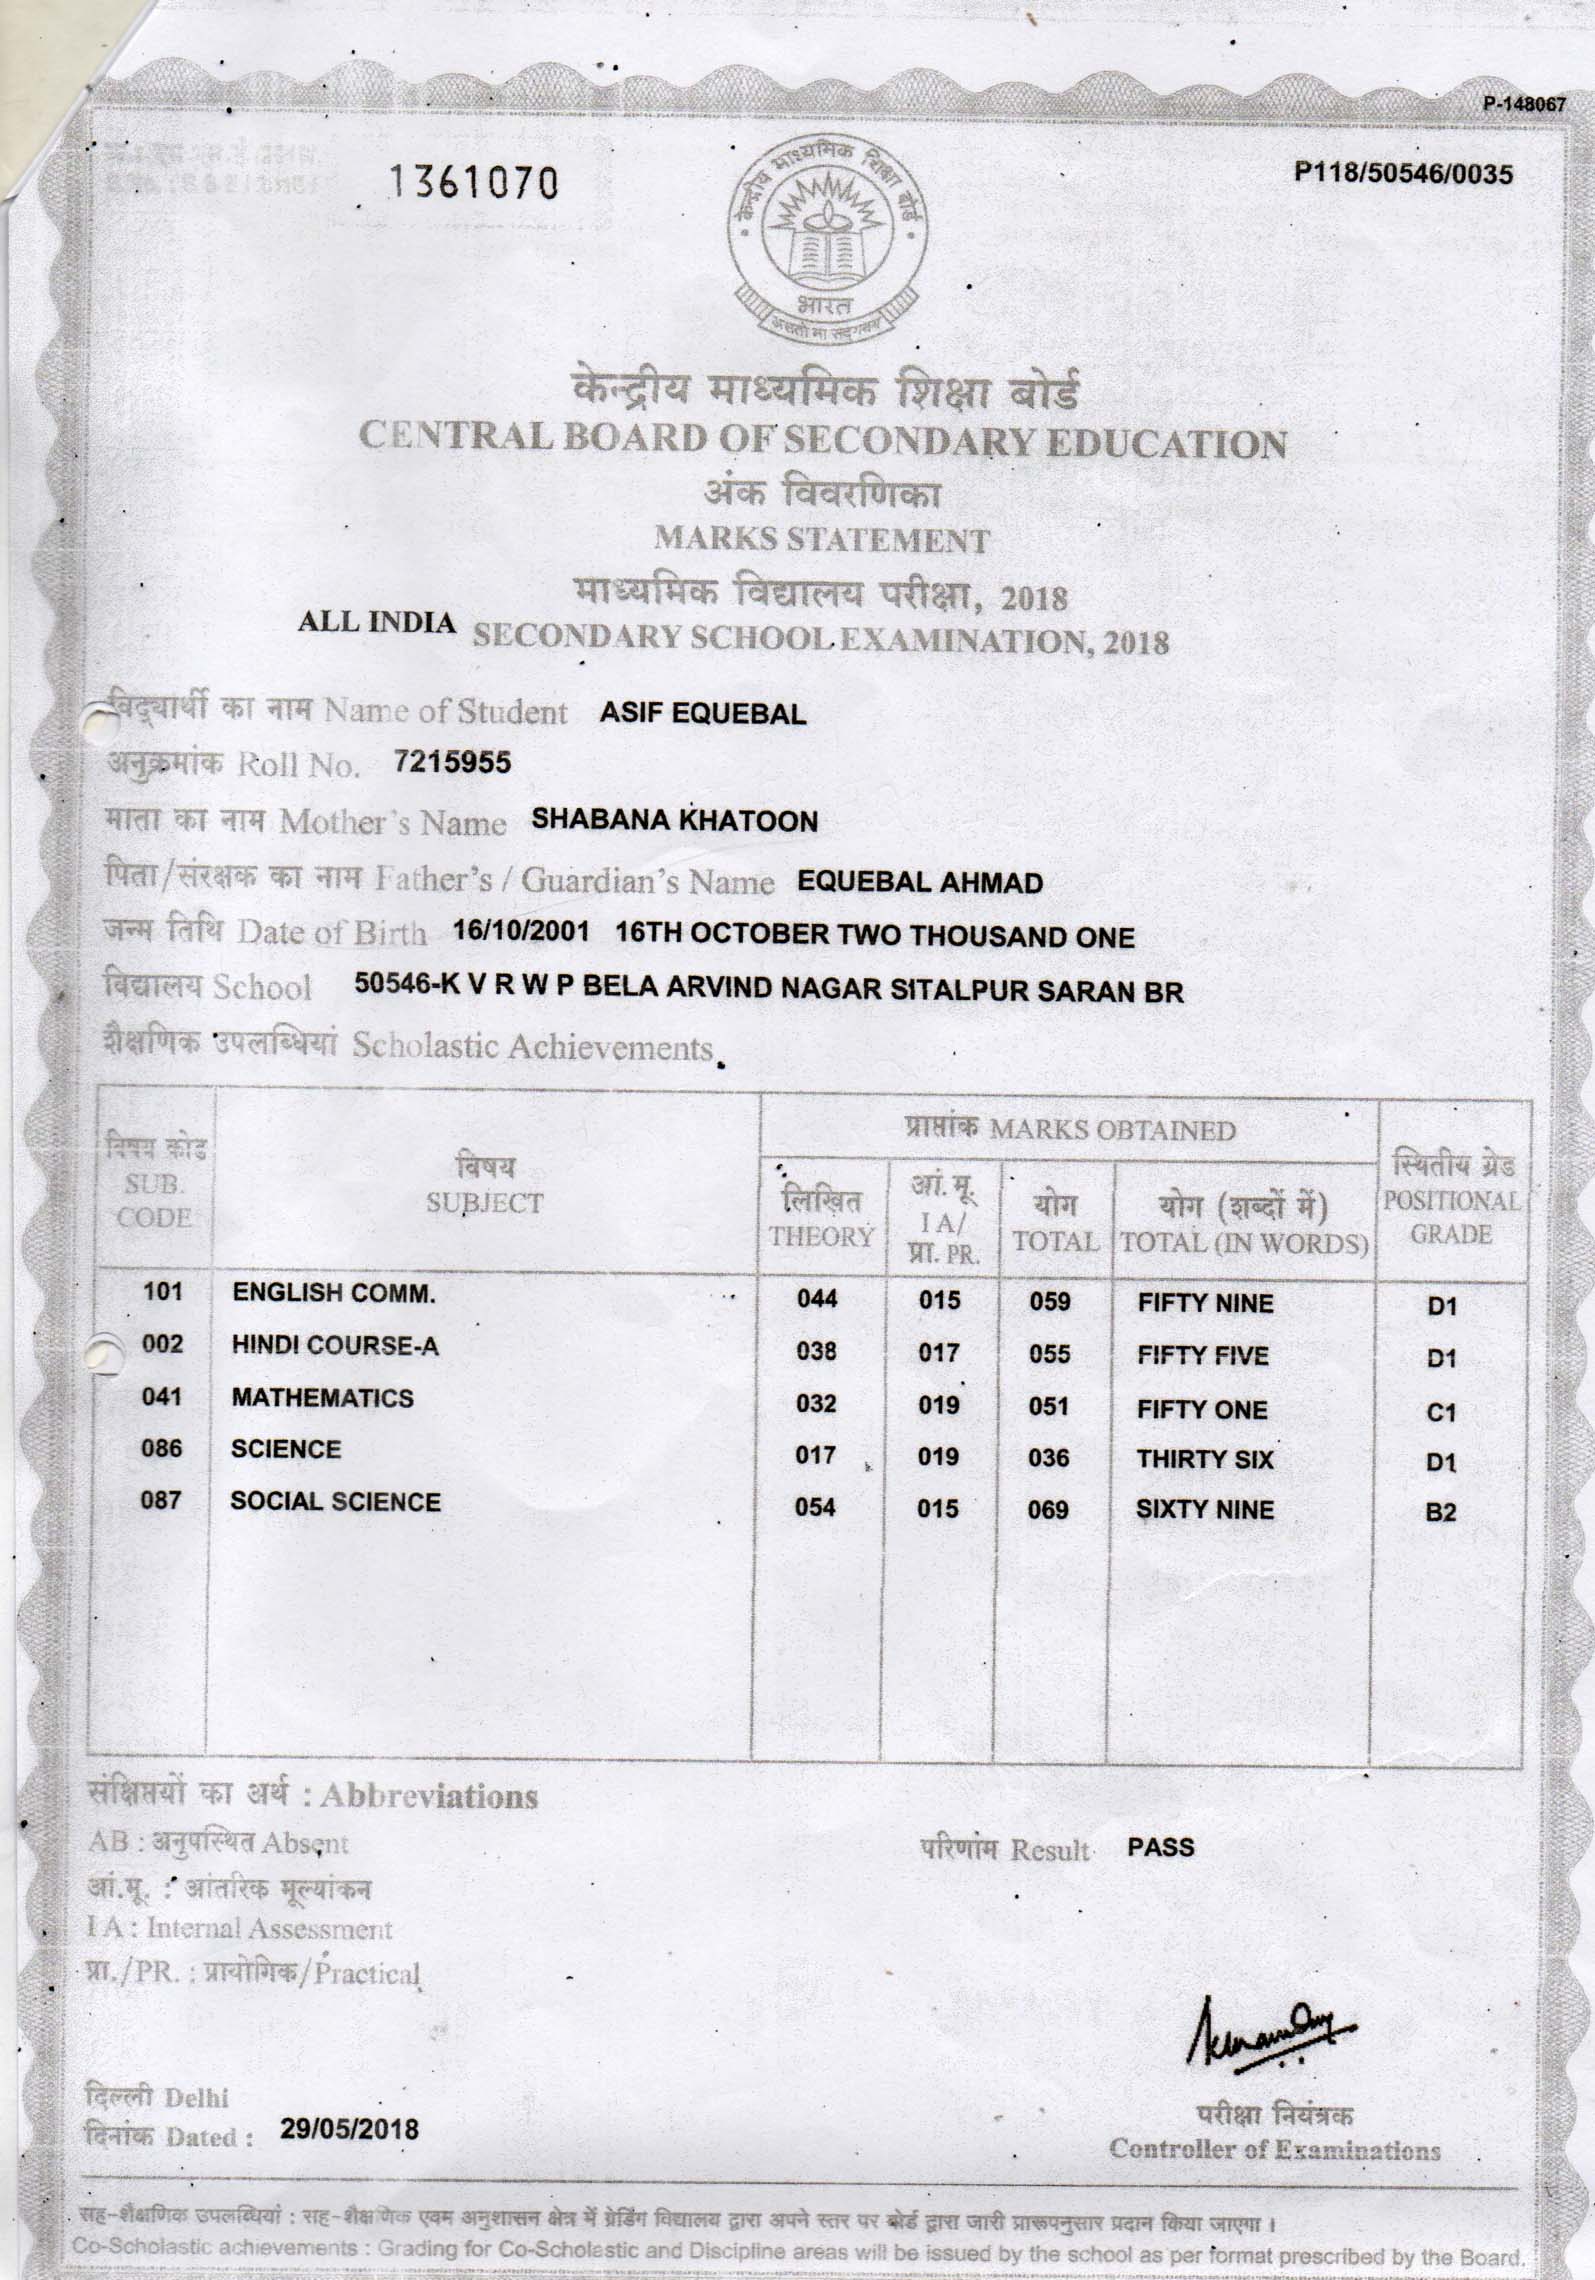 P-148067
1361070
P118/50546/0035
केन्द्रीय माध्यमिक शिक्षा बोर्ड
भारत
असतो मा सद्गमय
केन्द्रीय माध्यमिक शिक्षा बोर्ड
CENTRAL BOARD OF SECONDARY EDUCATION
अंक विवरणिका
MARKS STATEMENT
माध्यमिक विद्यालय परीक्षा, 2018
ALL INDIA SECONDARY SCHOOL EXAMINATION, 2018
विद्यार्थी का नाम Name of Student ASIF EQUEBAL
अनुक्रमांक Roll No. 7215955
माता का नाम Mother's Name SHABANA KHATOON
पिता/संरक्षक का नाम Father's / Guardian's Name EQUEBAL AHMAD
जन्म तिथि Date of Birth 16/10/2001 16TH OCTOBER TWO THOUSAND ONE
विद्यालय School 50546-K V R W P BELA ARVIND NAGAR SITALPUR SARAN BR
शैक्षणिक उपलब्धियां Scholastic Achievements
विषय कोड SUB. CODE
विषय SUBJECT
प्राप्तांक MARKS OBTAINED
लिखित THEORY
आं. मू. I A/ प्रा. PR.
योग TOTAL
योग (शब्दों में) TOTAL (IN WORDS)
स्थितीय ग्रेड POSITIONAL GRADE
101 ENGLISH COMM. 044 015 059 FIFTY NINE D1
002 HINDI COURSE-A 038 017 055 FIFTY FIVE D1
041 MATHEMATICS 032 019 051 FIFTY ONE C1
086 SCIENCE 017 019 036 THIRTY SIX D1
087 SOCIAL SCIENCE 054 015 069 SIXTY NINE B2
संक्षिप्तयों का अर्थ : Abbreviations
AB : अनुपस्थित Absent
परिणाम Result PASS
आं.मू. : आंतरिक मूल्यांकन
I A : Internal Assessment
प्रा./PR. : प्रायोगिक/Practical
दिल्ली Delhi
दिनांक Dated : 29/05/2018
परीक्षा नियंत्रक
Controller of Examinations
सह-शैक्षणिक उपलब्धियां : सह-शैक्षणिक एवम अनुशासन क्षेत्र में ग्रेडिंग विद्यालय द्वारा अपने स्तर पर बोर्ड द्वारा जारी प्रारूपनुसार प्रदान किया जाएगा ।
Co-Scholastic achievements : Grading for Co-Scholastic and Discipline areas will be issued by the school as per format prescribed by the Board.